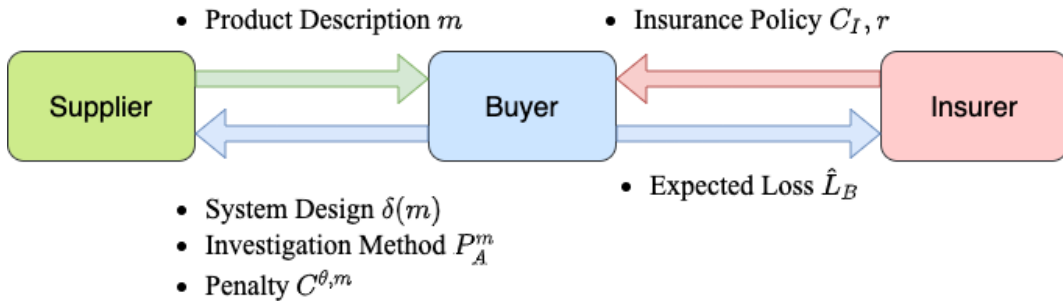 • Product Description m
• Insurance Policy C_I, r
Supplier
Buyer
Insurer
• Expected Loss L̂_B
• System Design δ(m)
• Investigation Method P_A^m
• Penalty C^{θ,m}